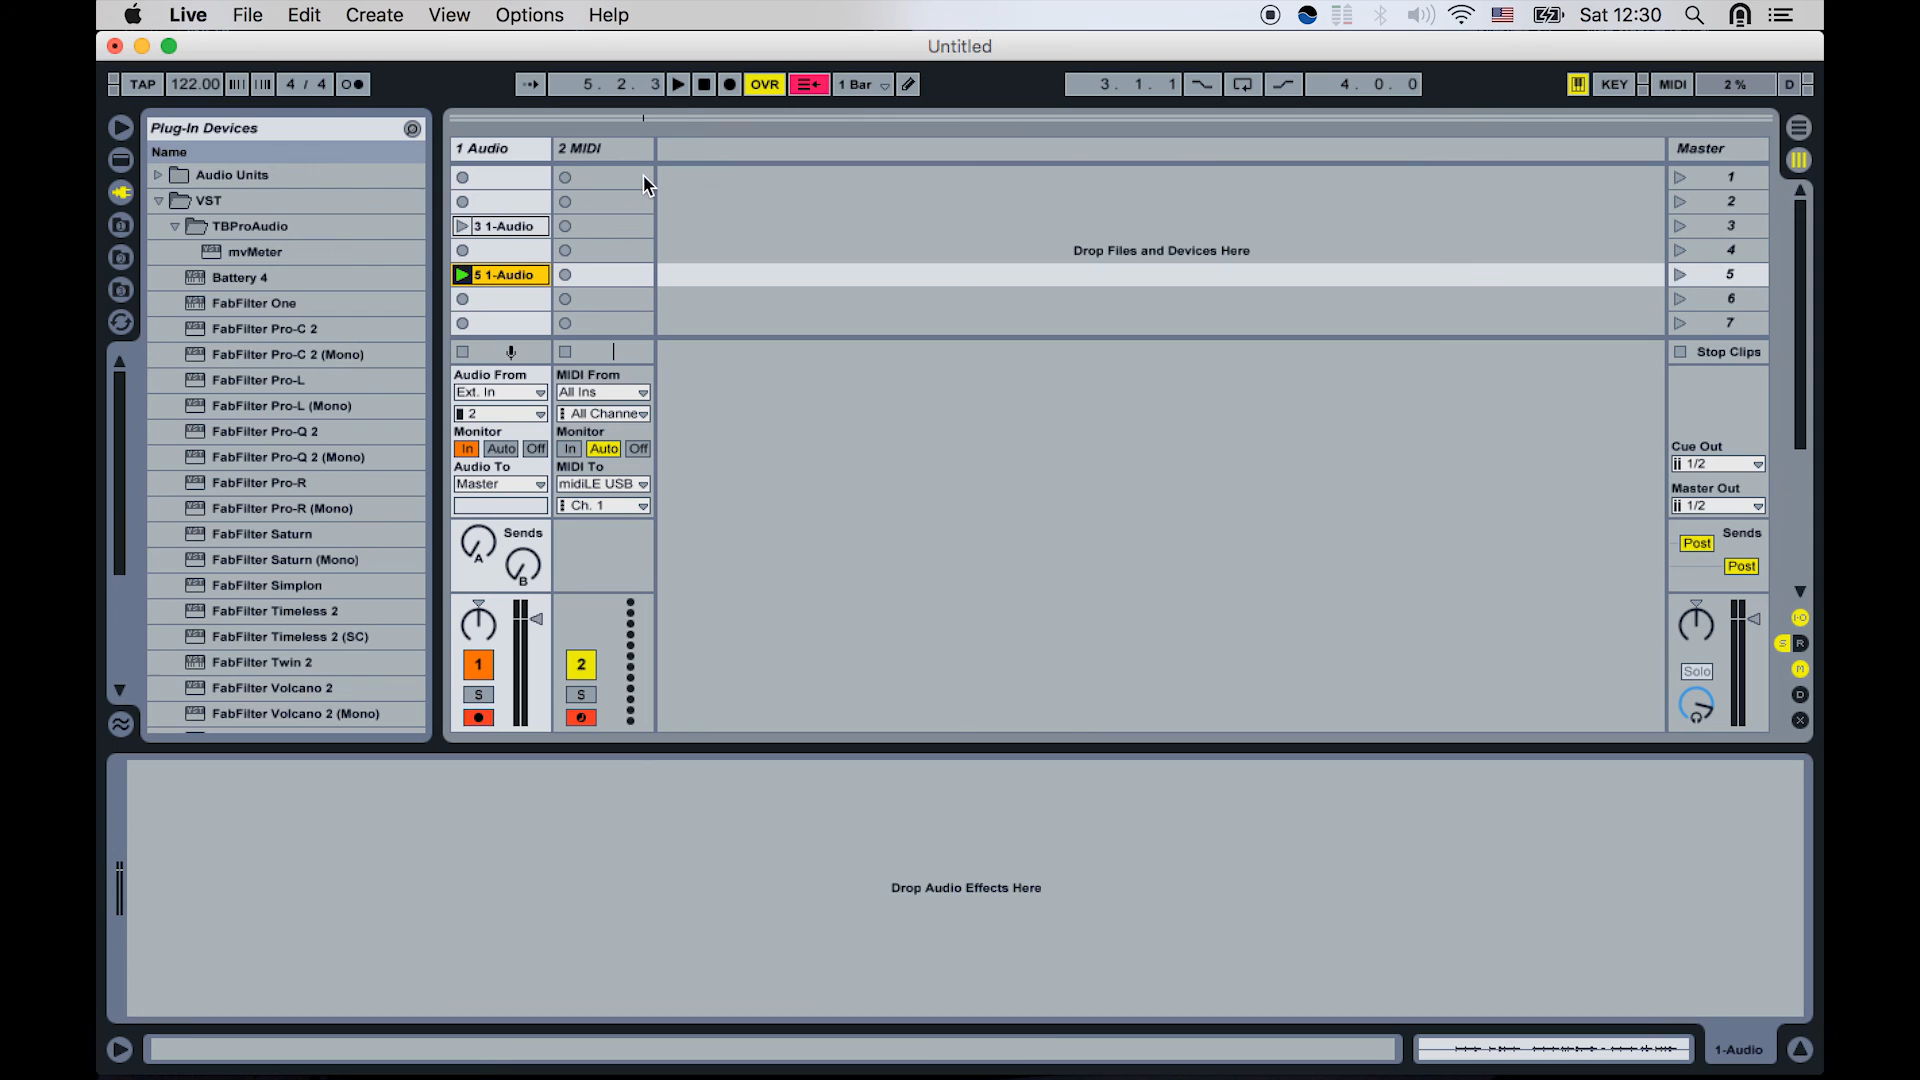 Live File Edit Create View Options Help Sat 12:30
Untitled
TAP 122.00 4 / 4 5. 2. 3 OVR 1 Bar 3. 1. 1 4. 0. 0 KEY MIDI 2 % D
Plug-In Devices
Name
Audio Units
VST
TBProAudio
mvMeter
Battery 4
FabFilter One
FabFilter Pro-C 2
FabFilter Pro-C 2 (Mono)
FabFilter Pro-L
FabFilter Pro-L (Mono)
FabFilter Pro-Q 2
FabFilter Pro-Q 2 (Mono)
FabFilter Pro-R
FabFilter Pro-R (Mono)
FabFilter Saturn
FabFilter Saturn (Mono)
FabFilter Simplon
FabFilter Timeless 2
FabFilter Timeless 2 (SC)
FabFilter Twin 2
FabFilter Volcano 2
FabFilter Volcano 2 (Mono)
1 Audio 2 MIDI Master
1
2
3 1-Audio 3
Drop Files and Devices Here 4
5 1-Audio 5
6
7
Stop Clips
Audio From MIDI From
Ext. In All Ins
2 All Channe
Monitor Monitor
In Auto Off In Auto Off
Cue Out
1/2
Audio To MIDI To
Master midiLE USB
Master Out
Ch. 1 1/2
Sends Sends
A B Post Post
1 2 Solo
S S
I-O
S R
M
D
X
Drop Audio Effects Here
1-Audio